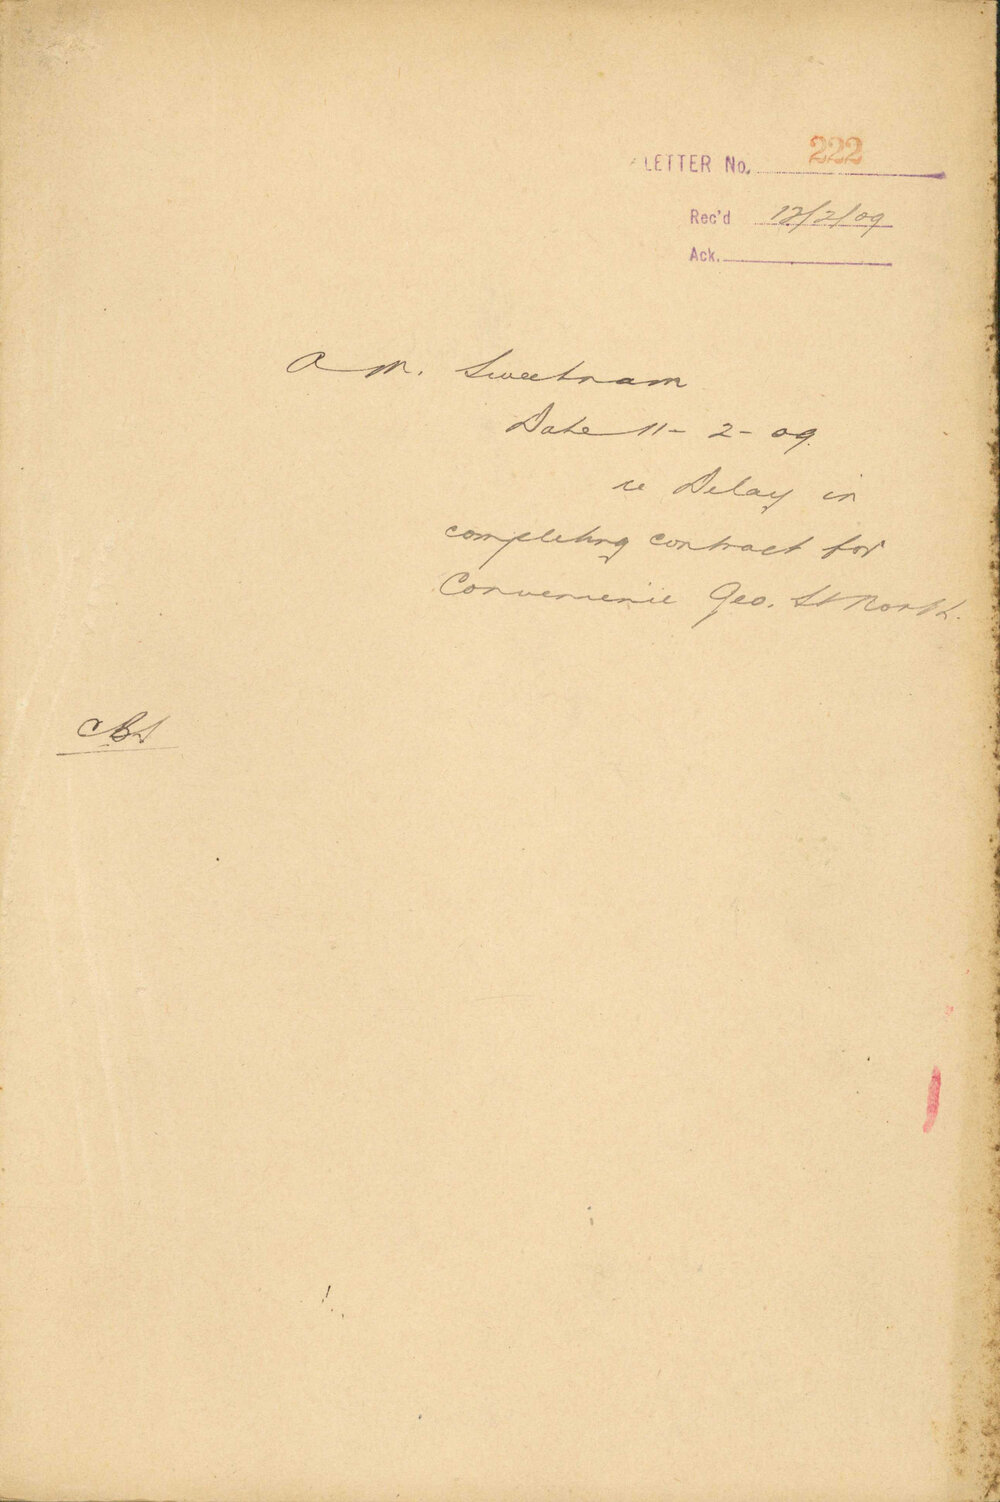 LETTER No. 222
Rec'd 12/2/09
Ack.
A. M. Sweetnam
Date 11-2-09.
re Delay in
completing contract for
Convenience Geo. St North.